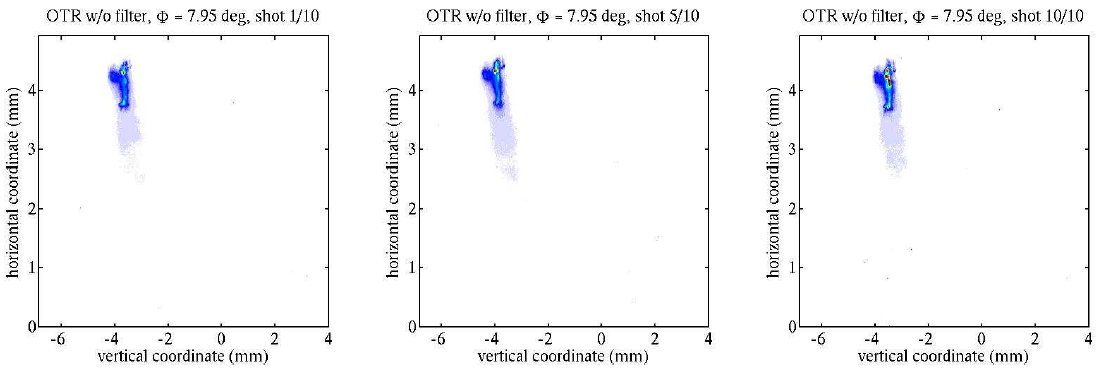 OTR w/o filter, Φ = 7.95 deg, shot 1/10
4
3
2
1
0
horizontal coordinate (mm)
-6 -4 -2 0 2 4
vertical coordinate (mm)
OTR w/o filter, Φ = 7.95 deg, shot 5/10
4
3
2
1
0
horizontal coordinate (mm)
-6 -4 -2 0 2 4
vertical coordinate (mm)
OTR w/o filter, Φ = 7.95 deg, shot 10/10
4
3
2
1
0
horizontal coordinate (mm)
-6 -4 -2 0 2 4
vertical coordinate (mm)